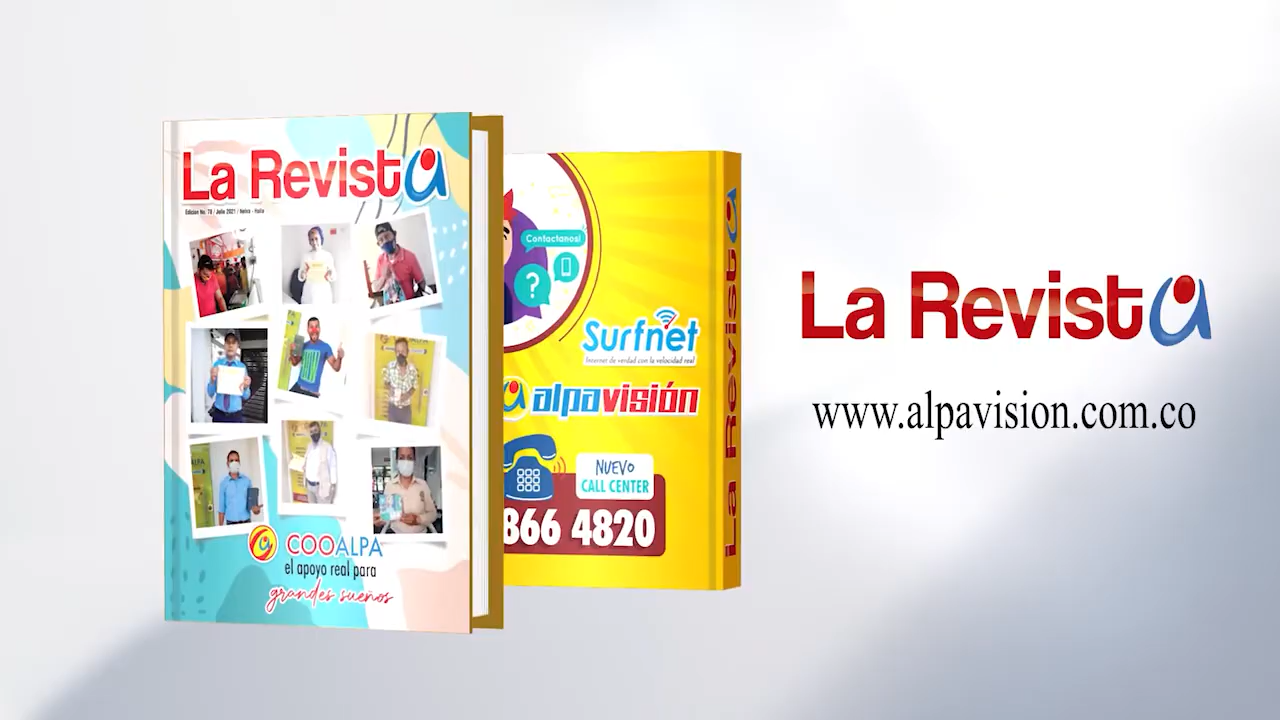 La Revista
Edición No. 78 / Julio 2021 / Neiva - Huila
COOALPA
el apoyo real para
grandes sueños
Contactanos!
?
Surfnet
Internet de verdad con la velocidad real
alpavisión
NUEVO
CALL CENTER
866 4820
La Revista
La Revista
www.alpavision.com.co